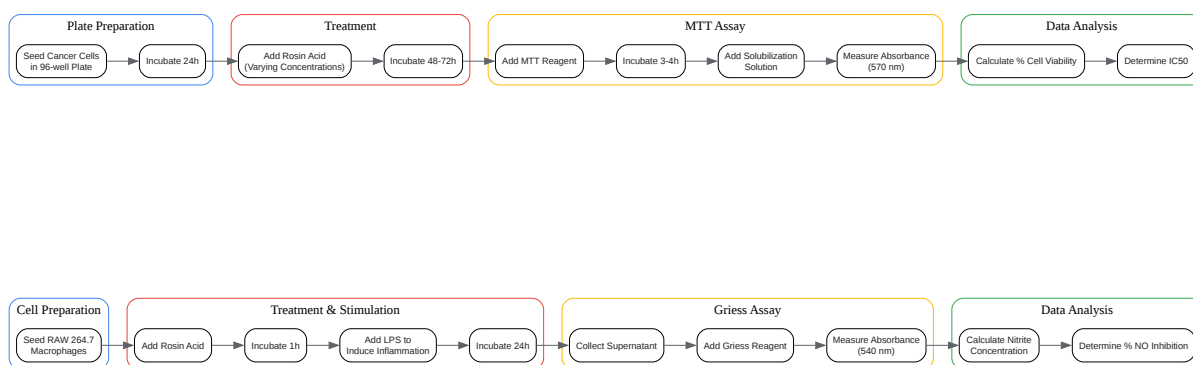 Plate Preparation
Seed Cancer Cells
in 96-well Plate
Incubate 24h
Treatment
Add Rosin Acid
(Varying Concentrations)
Incubate 48-72h
MTT Assay
Add MTT Reagent
Incubate 3-4h
Add Solubilization
Solution
Measure Absorbance
(570 nm)
Data Analysis
Calculate % Cell Viability
Determine IC50
Cell Preparation
Seed RAW 264.7
Macrophages
Treatment & Stimulation
Add Rosin Acid
Incubate 1h
Add LPS to
Induce Inflammation
Incubate 24h
Griess Assay
Collect Supernatant
Add Griess Reagent
Measure Absorbance
(540 nm)
Data Analysis
Calculate Nitrite
Concentration
Determine % NO Inhibition